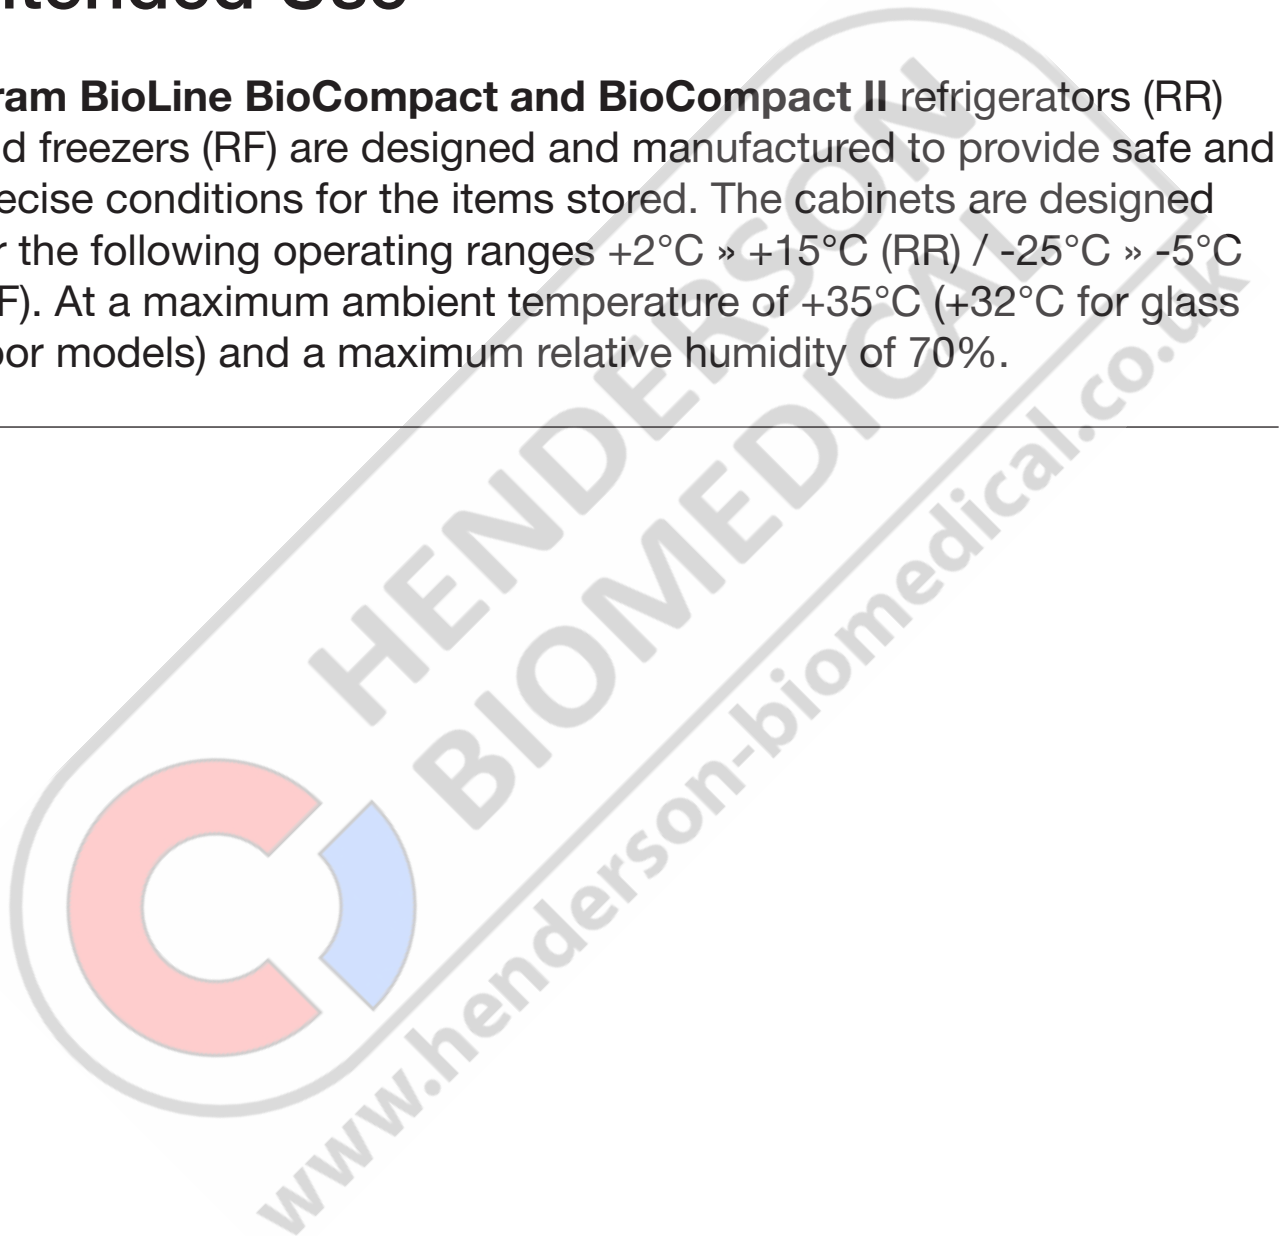 ntended Use
ram BioLine BioCompact and BioCompact II refrigerators (RR)
d freezers (RF) are designed and manufactured to provide safe and
ecise conditions for the items stored. The cabinets are designed
r the following operating ranges +2°C » +15°C (RR) / -25°C » -5°C
F). At a maximum ambient temperature of +35°C (+32°C for glass
oor models) and a maximum relative humidity of 70%.
HENDERSON
BIOMEDICAL
www.henderson-biomedical.co.uk